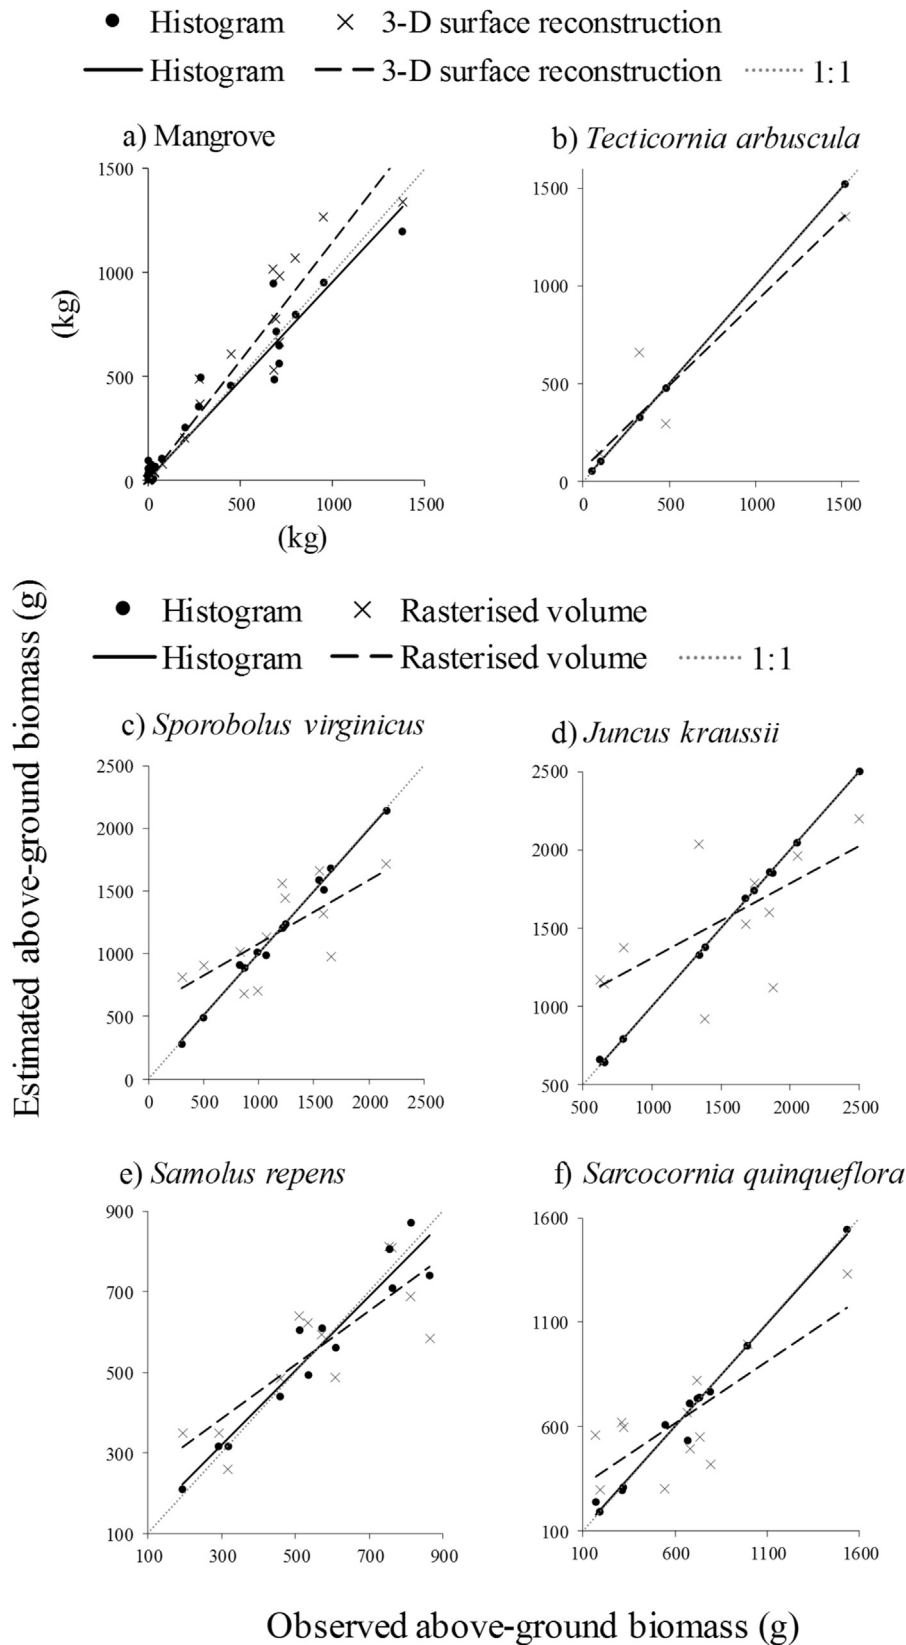 Histogram 3-D surface reconstruction
Histogram 3-D surface reconstruction 1:1
a) Mangrove
1500
1000
500
0
0 500 1000 1500
(kg)
(kg)
b) Tecticornia arbuscula
1500
1000
500
0
0 500 1000 1500
Estimated above-ground biomass (g)
Histogram Rasterised volume
Histogram Rasterised volume 1:1
c) Sporobolus virginicus
2500
2000
1500
1000
500
0
0 500 1000 1500 2000 2500
d) Juncus kraussii
2500
2000
1500
1000
500
500 1000 1500 2000 2500
e) Samolus repens
900
700
500
300
100
100 300 500 700 900
f) Sarcocornia quinqueflora
1600
1100
600
100
100 600 1100 1600
Observed above-ground biomass (g)